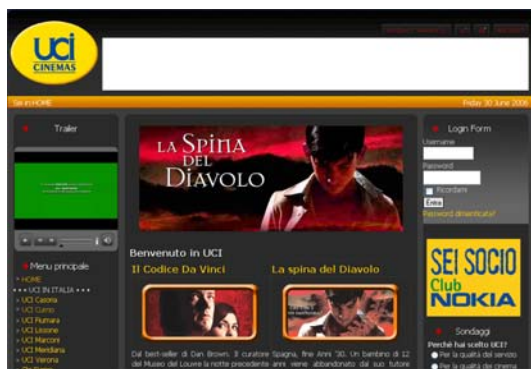 UCI
CINEMAS
Sei in HOME
Friday 30 June 2006
Trailer
LA SPINA
DEL
DIAVOLO
Login Form
Username
Password
Ricordami
Entra
Password dimenticata?
Menu principale
HOME
• • • UCI IN ITALIA • • •
UCI Casoria
UCI Cuneo
UCI Fiumara
UCI Lissone
UCI Marconi
UCI Meridiana
UCI Verona
Benvenuto in UCI
Il Codice Da Vinci
La spina del Diavolo
Dal best-seller di Dan Brown. Il curatore
del Museo del Louvre la notte precedente
Spagna, fine Anni '30. Un bambino di 12
anni viene abbandonato dal suo tutore
SEI SOCIO
Club
NOKIA
Sondaggi
Perchè hai scelto UCI?
Per la qualità del servizio
Per la qualità del cinema